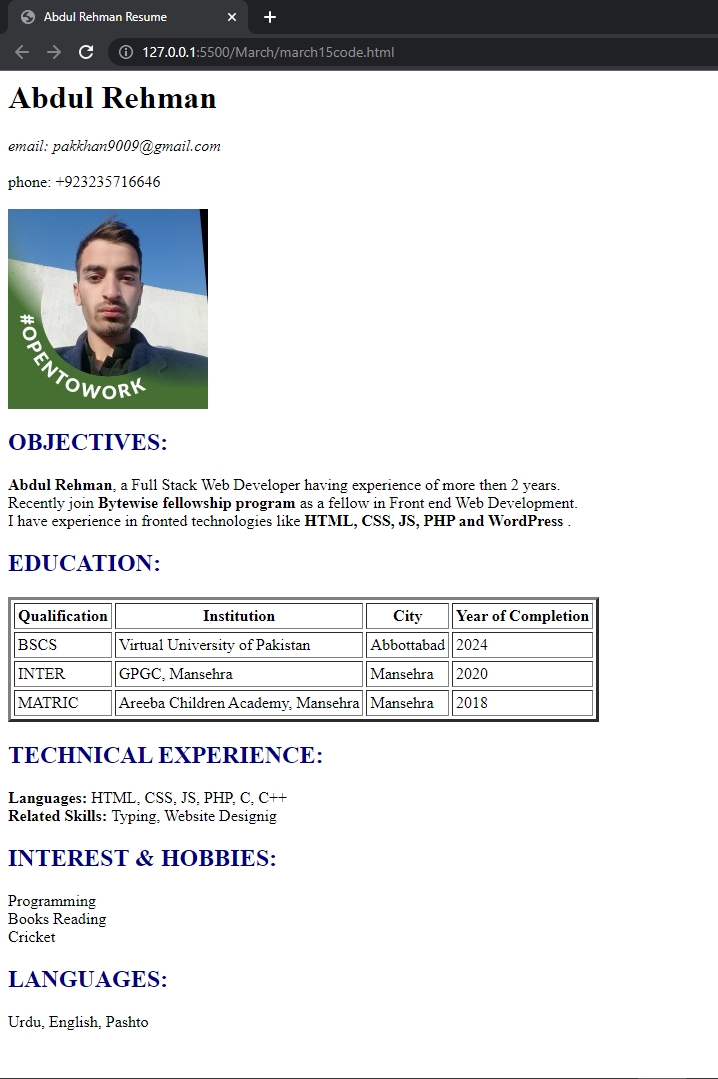 Abdul Rehman Resume
127.0.0.1:5500/March/march15code.html
Abdul Rehman
email: pakkhan9009@gmail.com
phone: +923235716646
#OPENTOWORK
OBJECTIVES:
Abdul Rehman, a Full Stack Web Developer having experience of more then 2 years.
Recently join Bytewise fellowship program as a fellow in Front end Web Development.
I have experience in fronted technologies like HTML, CSS, JS, PHP and WordPress .
EDUCATION:
Qualification Institution City Year of Completion
BSCS Virtual University of Pakistan Abbottabad 2024
INTER GPGC, Mansehra Mansehra 2020
MATRIC Areeba Children Academy, Mansehra Mansehra 2018
TECHNICAL EXPERIENCE:
Languages: HTML, CSS, JS, PHP, C, C++
Related Skills: Typing, Website Designig
INTEREST & HOBBIES:
Programming
Books Reading
Cricket
LANGUAGES:
Urdu, English, Pashto